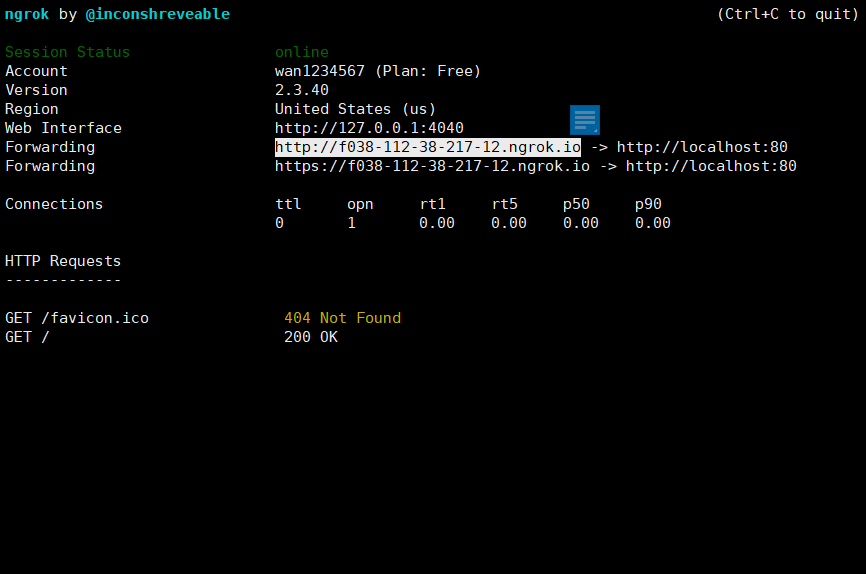 ngrok by @inconshreveable (Ctrl+C to quit)
Session Status online
Account wan1234567 (Plan: Free)
Version 2.3.40
Region United States (us)
Web Interface http://127.0.0.1:4040
Forwarding http://f038-112-38-217-12.ngrok.io -> http://localhost:80
Forwarding https://f038-112-38-217-12.ngrok.io -> http://localhost:80
Connections ttl opn rt1 rt5 p50 p90
0 1 0.00 0.00 0.00 0.00
HTTP Requests
-------------
GET /favicon.ico 404 Not Found
GET / 200 OK